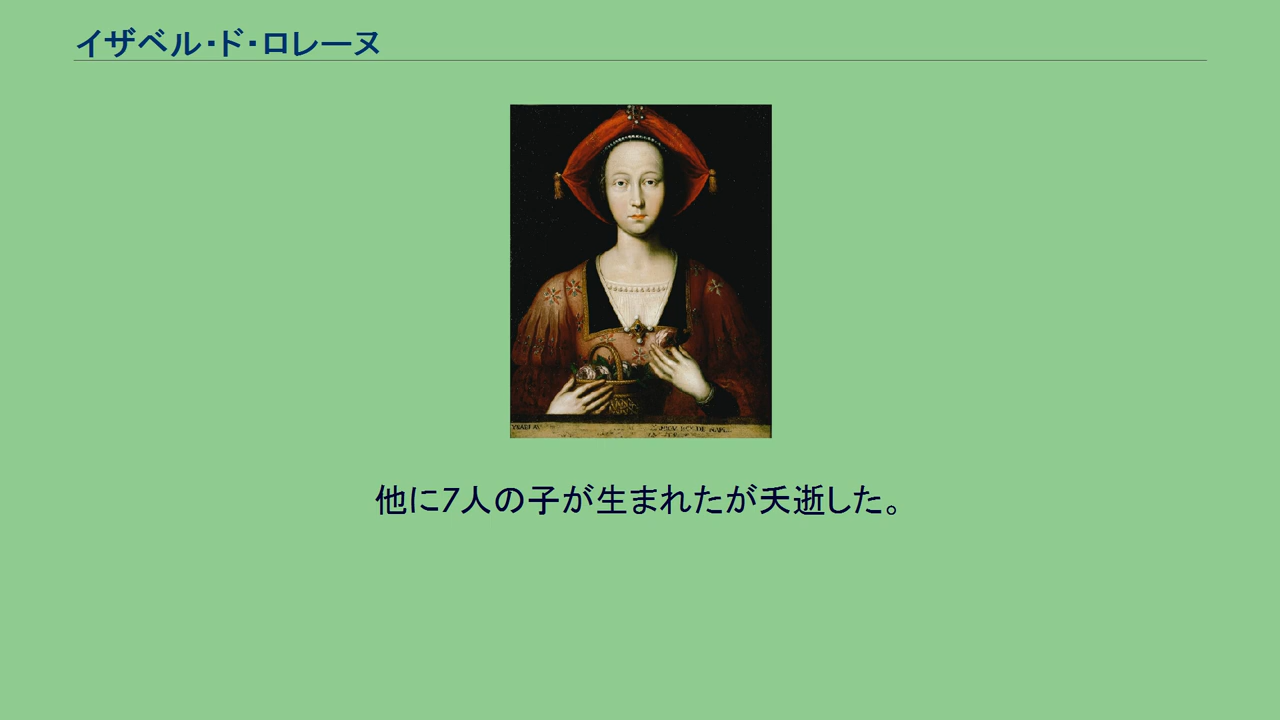 イザベル・ド・ロレーヌ
他に7人の子が生まれたが夭逝した。